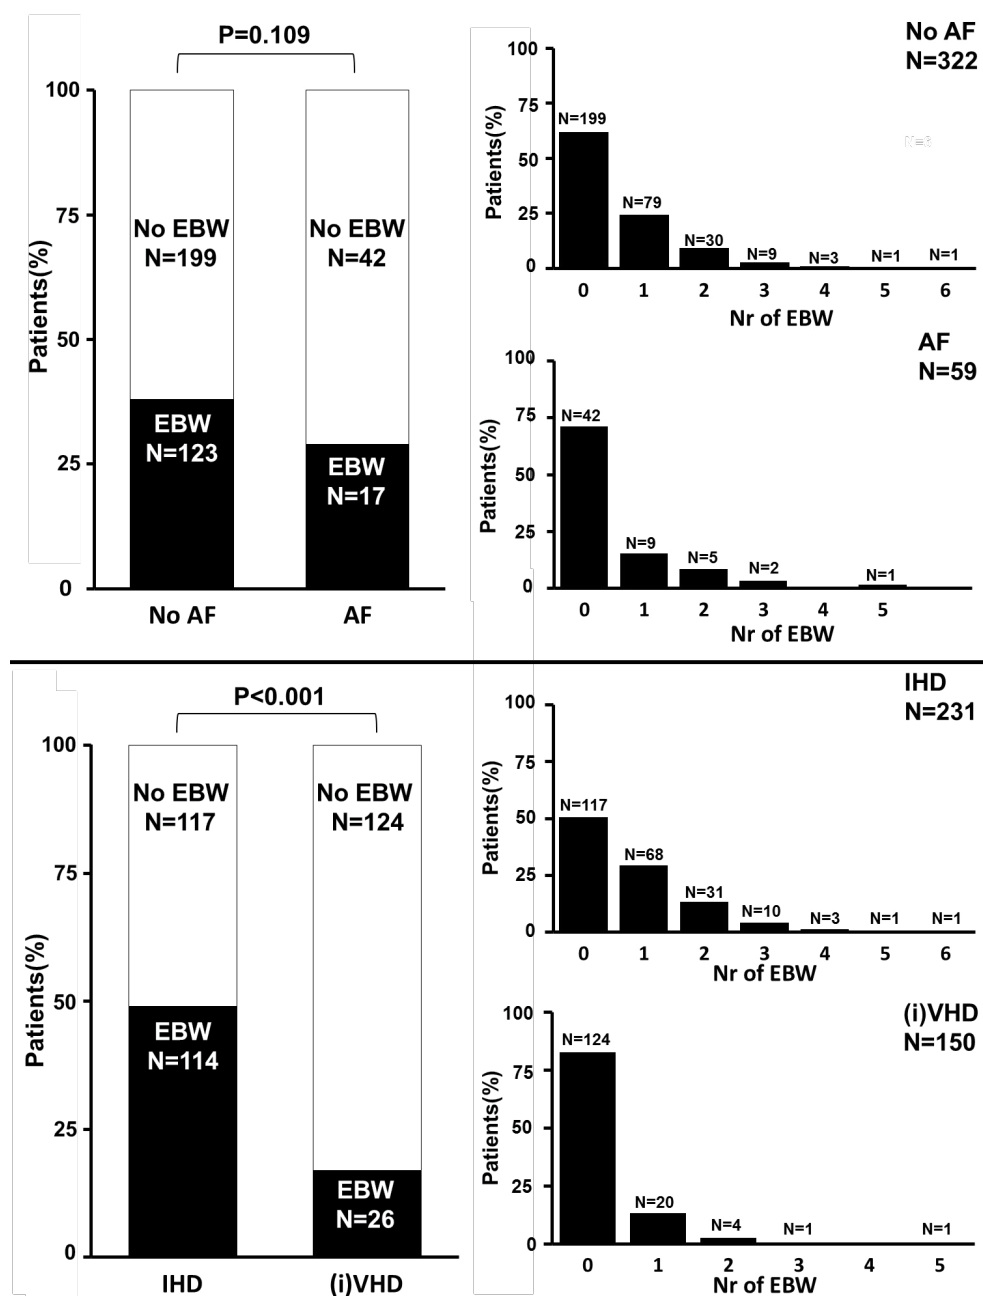 P=0.109
100
75
50
25
0
Patients(%)
No EBW
N=199
EBW
N=123
No EBW
N=42
EBW
N=17
No AF
AF
No AF
N=322
100
75
50
25
0
Patients(%)
N=199
N=79
N=30
N=9
N=3
N=1
N=1
0 1 2 3 4 5 6
Nr of EBW
AF
N=59
100
75
50
25
0
Patients(%)
N=42
N=9
N=5
N=2
N=1
0 1 2 3 4 5
Nr of EBW
P<0.001
100
75
50
25
0
Patients(%)
No EBW
N=117
EBW
N=114
No EBW
N=124
EBW
N=26
IHD
(i)VHD
IHD
N=231
100
75
50
25
0
Patients(%)
N=117
N=68
N=31
N=10
N=3
N=1
N=1
0 1 2 3 4 5 6
Nr of EBW
(i)VHD
N=150
100
75
50
25
0
Patients(%)
N=124
N=20
N=4
N=1
N=1
0 1 2 3 4 5
Nr of EBW